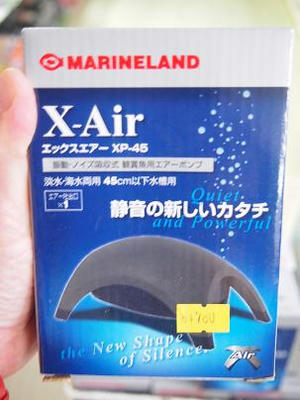 MARINELAND
X-Air
エックスエアー XP-45
振動・ノイズ吸収式 観賞魚用エアーポンプ
淡水・海水両用 45cm以下水槽用
エアー吐出口
×1
Quiet
静音の新しいカタチ
and Powerful
the New Shape
of Silence.
X Air